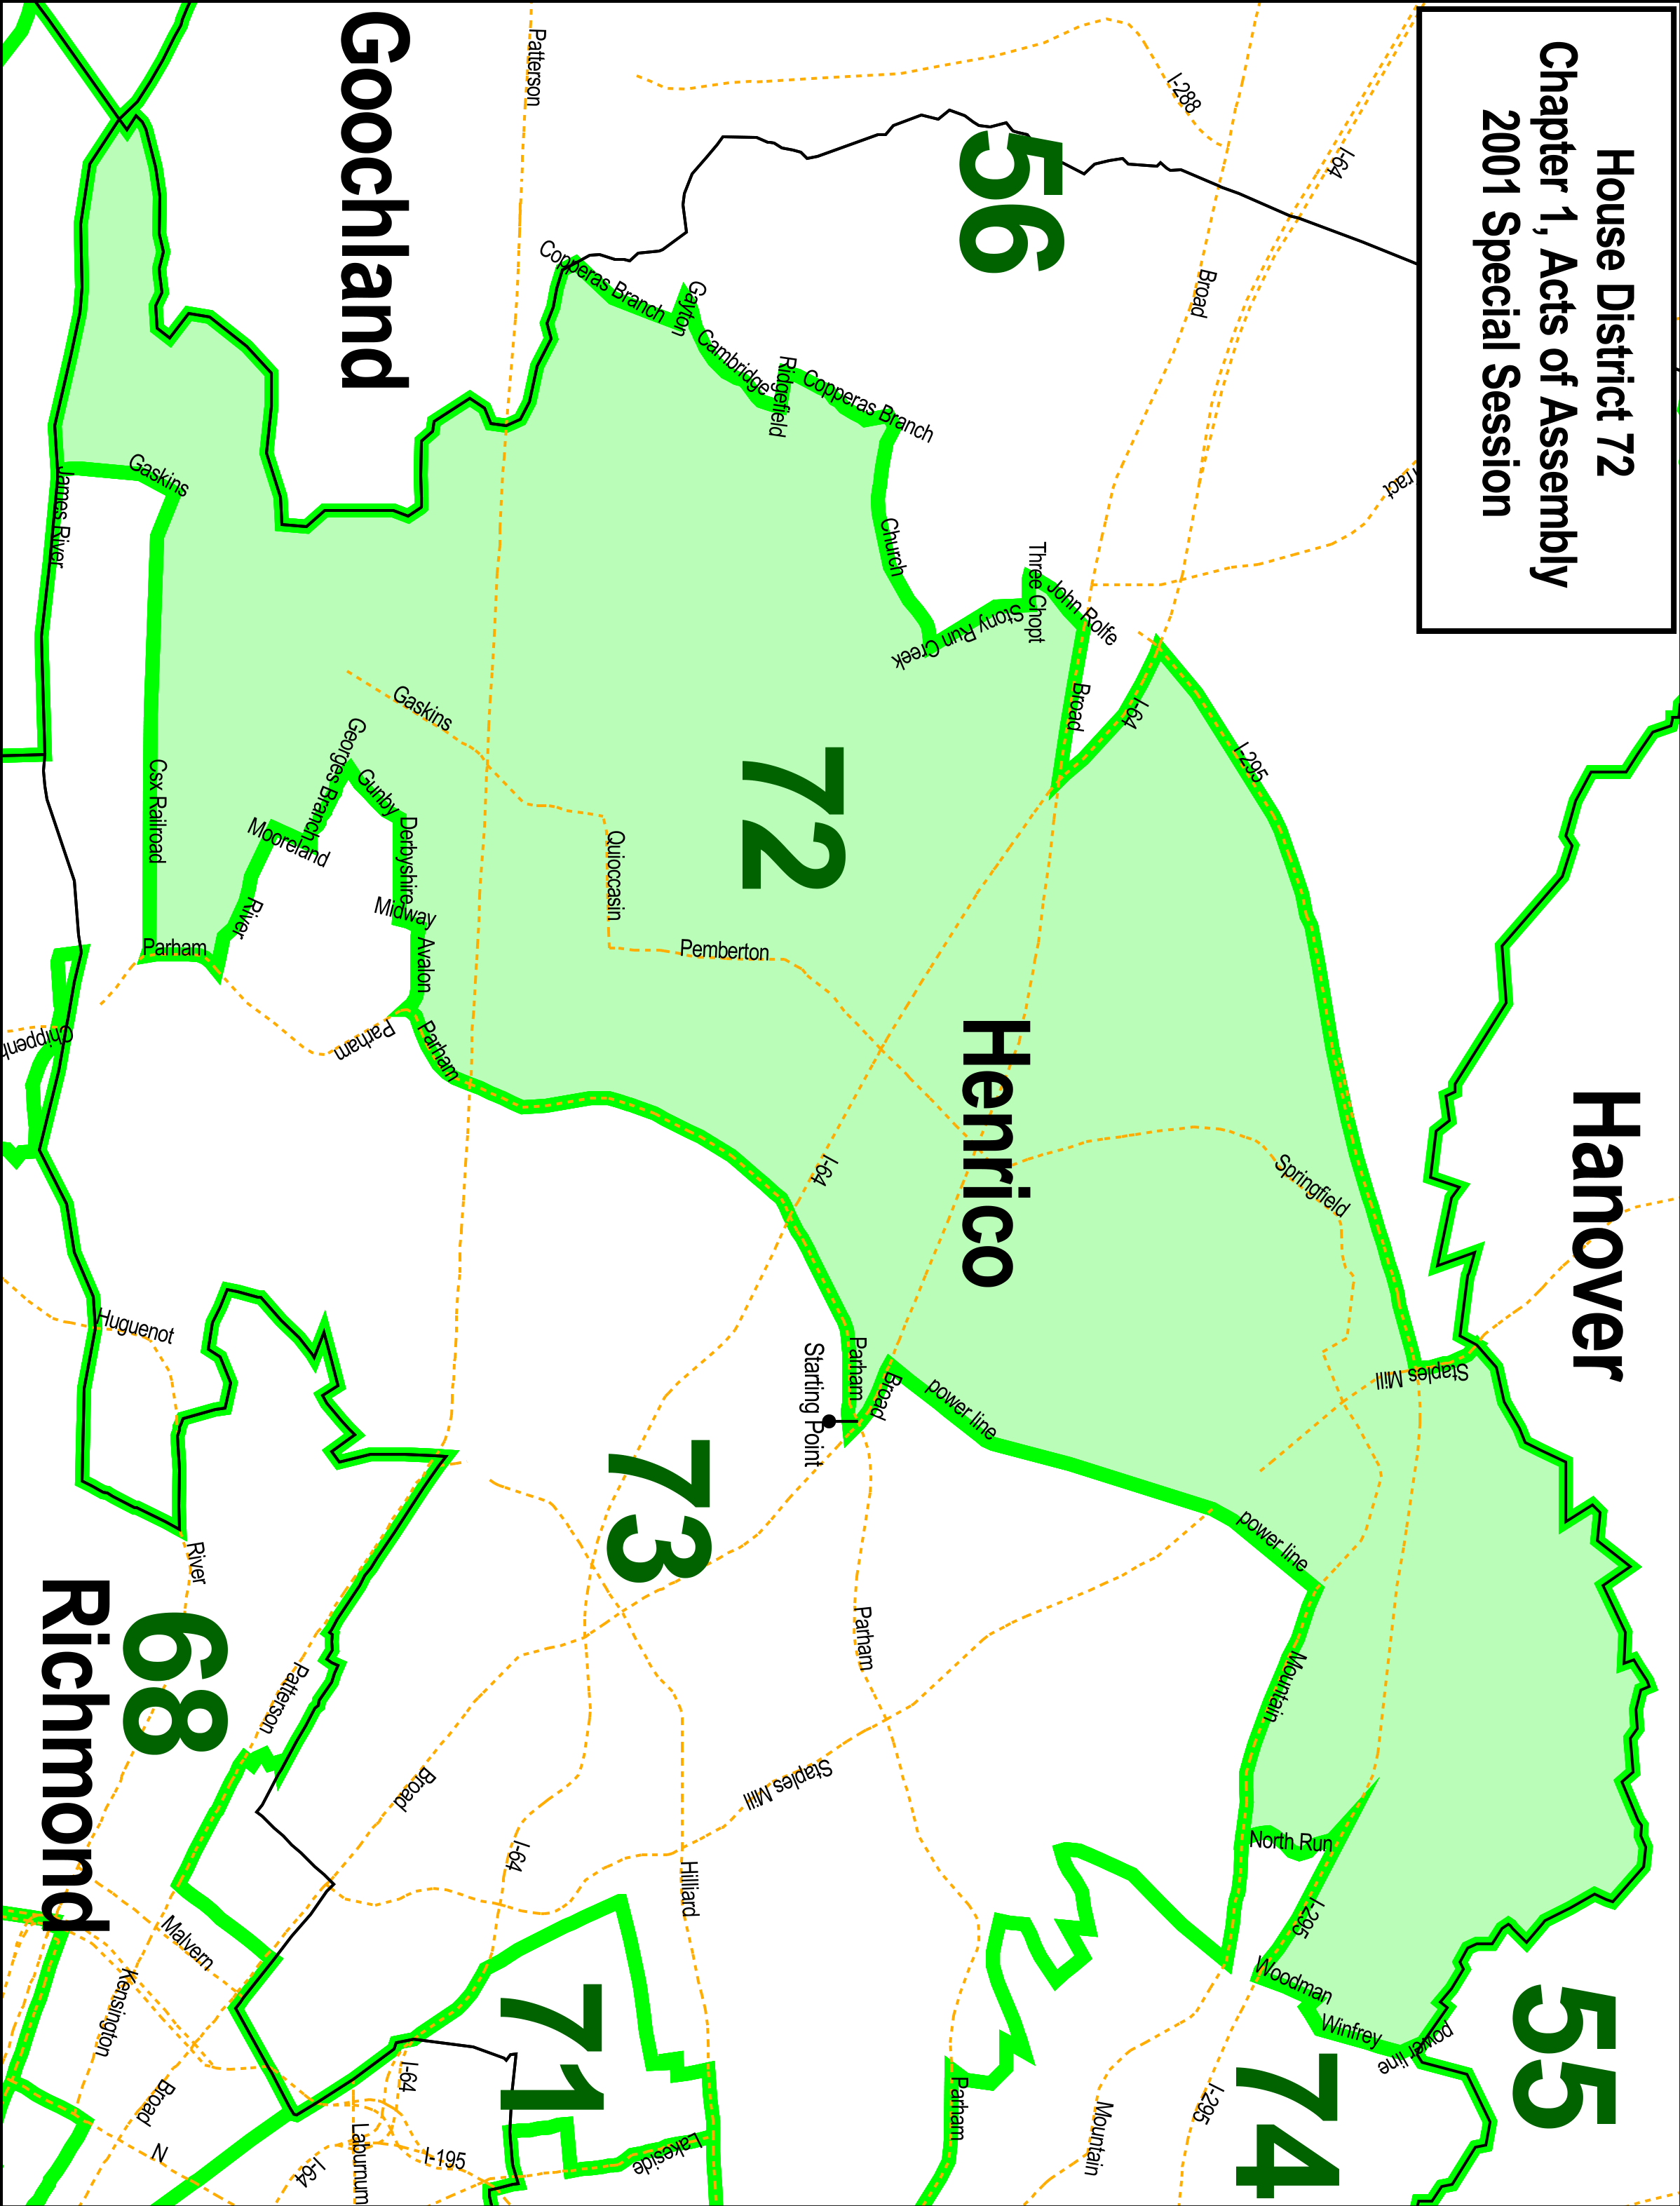 House District 72
Chapter 1, Acts of Assembly
2001 Special Session
Hanover
55
74
Henrico
56
72
73
71
Goochland
68
Richmond
I-288
I-64
Broad
Tract
Patterson
Copperas Branch
Gayton
Cambridge
Ridgefield
Copperas Branch
Church
Stony Run Creek
Three Chopt
John Rolfe
Broad
I-64
I-295
Springfield
Staples Mill
Gaskins
James River
Csx Railroad
Gaskins
Georges Branch
Gunby
Mooreland
Derbyshire
Midway
Avalon
River
Parham
Parham
Parham
Quioccasin
Pemberton
I-64
Parham
Broad
Starting Point
power line
power line
Mountain
North Run
I-295
Woodman
Winfrey
power line
I-295
Mountain
Parham
Parham
Staples Mill
Hilliard
I-64
Broad
Patterson
River
Huguenot
Malvern
Kensington
Broad
N
I-64
Laburnum
I-195
I-64
Lakeside